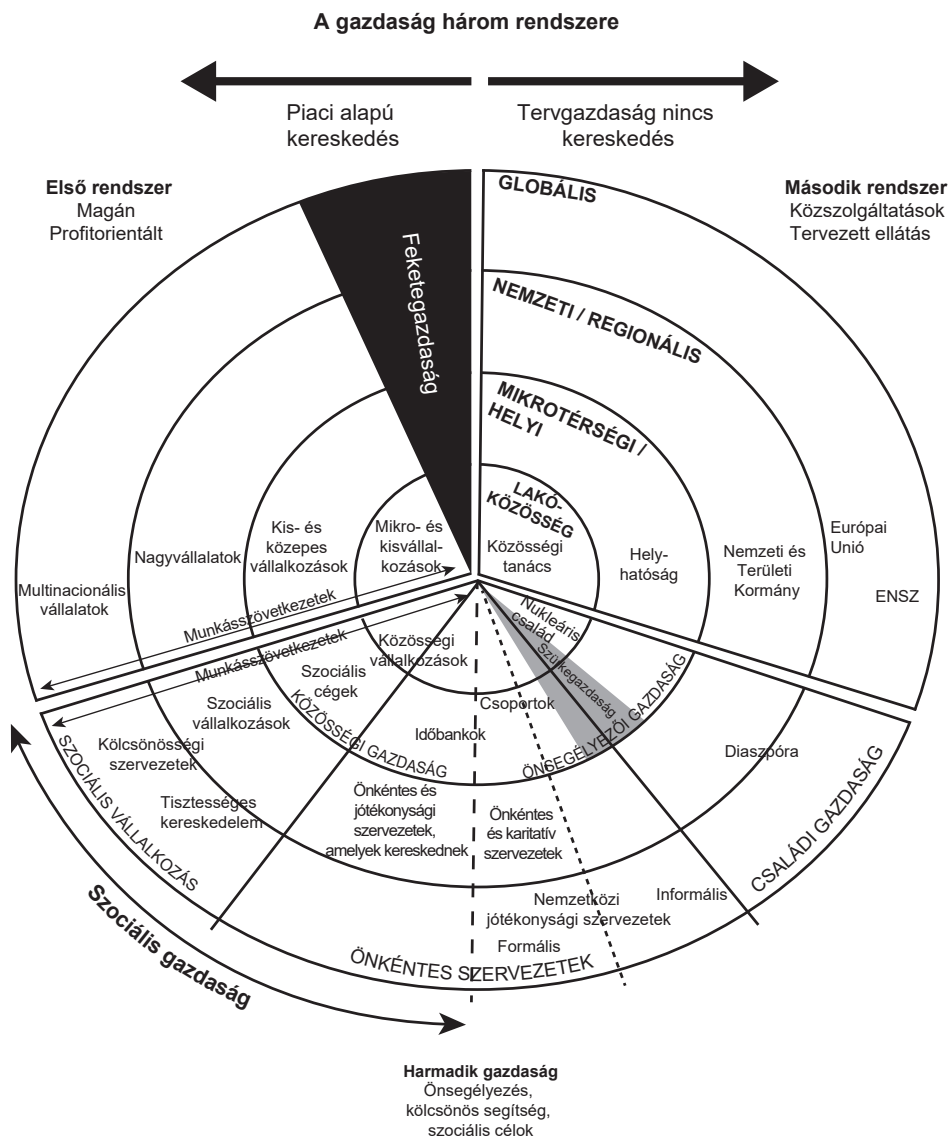 A gazdaság három rendszere
Piaci alapú
kereskedés
Tervgazdaság nincs
kereskedés
Első rendszer
Magán
Profitorientált
Második rendszer
Közszolgáltatások
Tervezett ellátás
Feketegazdaság
GLOBÁLIS
NEMZETI / REGIONÁLIS
MIKROTÉRSÉGI /
HELYI
LAKÓ-
KÖZÖSSÉG
Multinacionális
vállalatok
Nagyvállalatok
Kis- és
közepes
vállalkozások
Mikro- és
kisvállal-
kozások
Közösségi
tanács
Hely-
hatóság
Nemzeti és
Területi
Kormány
Európai
Unió
ENSZ
Munkásszövetkezetek
Munkásszövetkezetek
Közösségi
vállalkozások
Szociális
cégek
KÖZÖSSÉGI GAZDASÁG
Szociális
vállalkozások
Kölcsönösségi
szervezetek
Tisztességes
kereskedelem
SZOCIÁLIS VÁLLALKOZÁS
Szociális gazdaság
Nukleáris
család
Szürkegazdaság
Csoportok
Időbankok
ÖNSEGÉLYEZŐI GAZDASÁG
Diaszpóra
CSALÁDI GAZDASÁG
Önkéntes és
jótékonysági
szervezetek,
amelyek kereskednek
Önkéntes
és karitatív
szervezetek
Informális
Nemzetközi
jótékonysági szervezetek
Formális
ÖNKÉNTES SZERVEZETEK
Harmadik gazdaság
Önsegélyezés,
kölcsönös segítség,
szociális célok